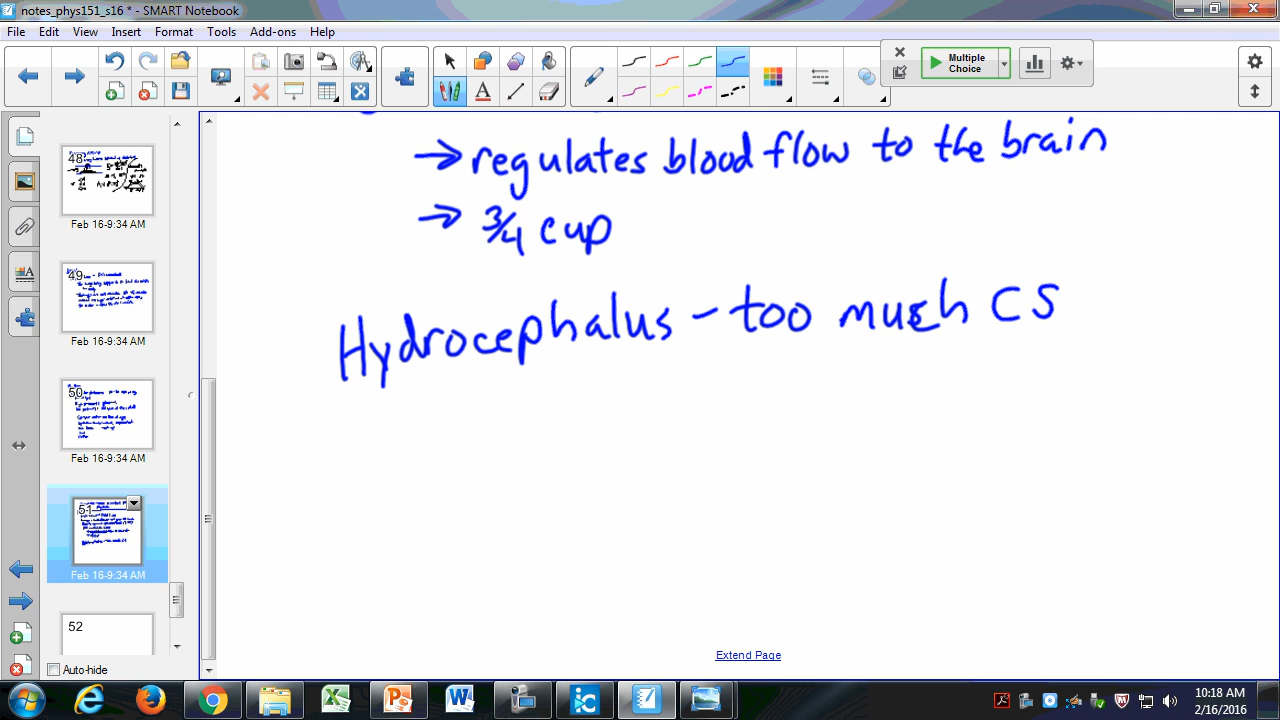 notes_phys151_s16 * - SMART Notebook
File Edit View Insert Format Tools Add-ons Help
Multiple
Choice
→ regulates blood flow to the brain
→ 3/4 cup
Hydrocephalus - too much CS
48
Feb 16-9:34 AM
49
Feb 16-9:34 AM
50
Feb 16-9:34 AM
51
Feb 16-9:34 AM
52
Auto-hide
Extend Page
10:18 AM
2/16/2016